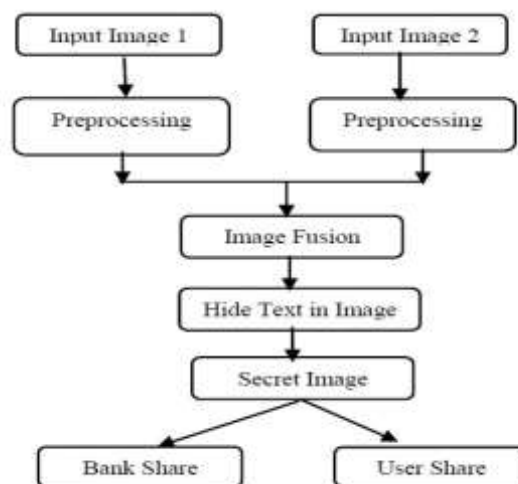 Input Image 1
Input Image 2
Preprocessing
Preprocessing
Image Fusion
Hide Text in Image
Secret Image
Bank Share
User Share